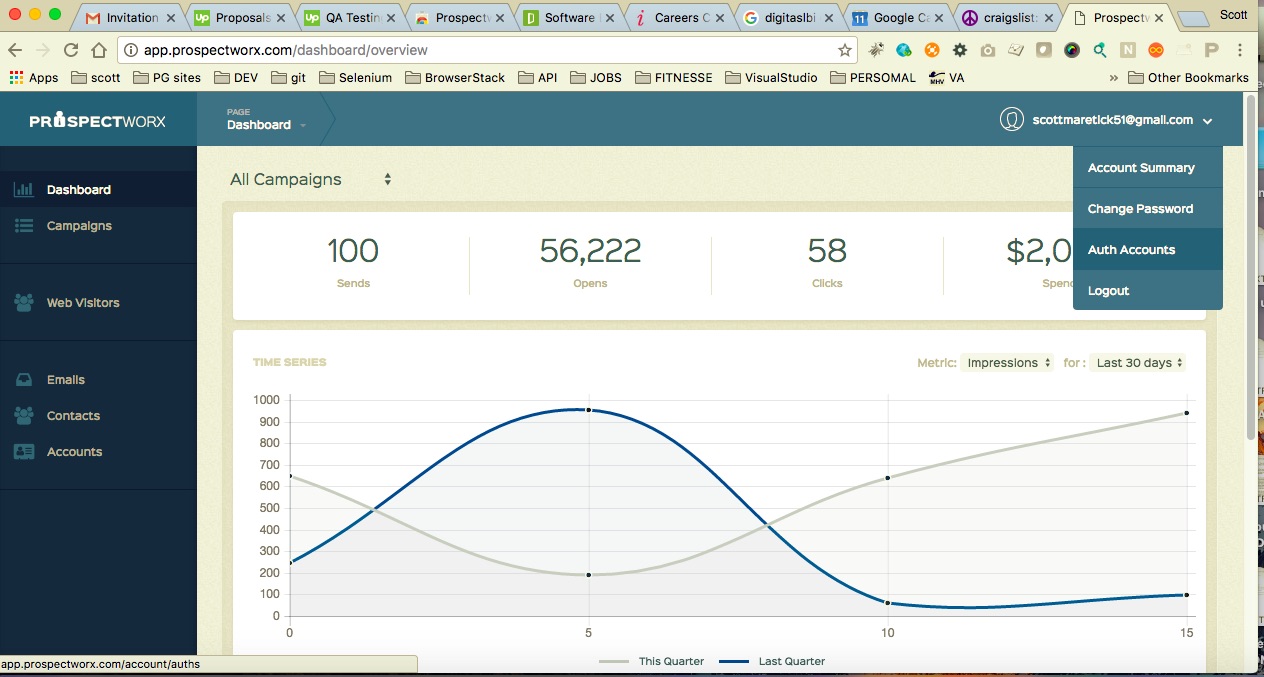 Invitation
Proposals
QA Testin
Prospectw
Software
Careers C
digitaslbi
11 Google Ca
craigslist:
Prospectw
Scott
app.prospectworx.com/dashboard/overview
Apps scott PG sites DEV git Selenium BrowserStack API JOBS FITNESSE VisualStudio PERSOMAL VA » Other Bookmarks
PROSPECTWORX
PAGE
Dashboard
scottmaretick51@gmail.com
Account Summary
Change Password
Auth Accounts
Logout
Dashboard
Campaigns
Web Visitors
Emails
Contacts
Accounts
All Campaigns
100 56,222 58 $2,0
Sends Opens Clicks Spend
TIME SERIES
Metric: Impressions for : Last 30 days
1000
900
800
700
600
500
400
300
200
100
0
0 5 10 15
This Quarter Last Quarter
app.prospectworx.com/account/auths